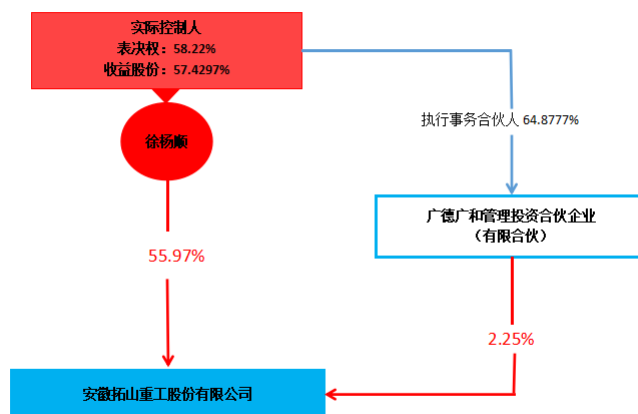 实际控制人
表决权：58.22%
收益股份：57.4297%
徐杨顺
执行事务合伙人 64.8777%
广德广和管理投资合伙企业
（有限合伙）
55.97%
2.25%
安徽拓山重工股份有限公司